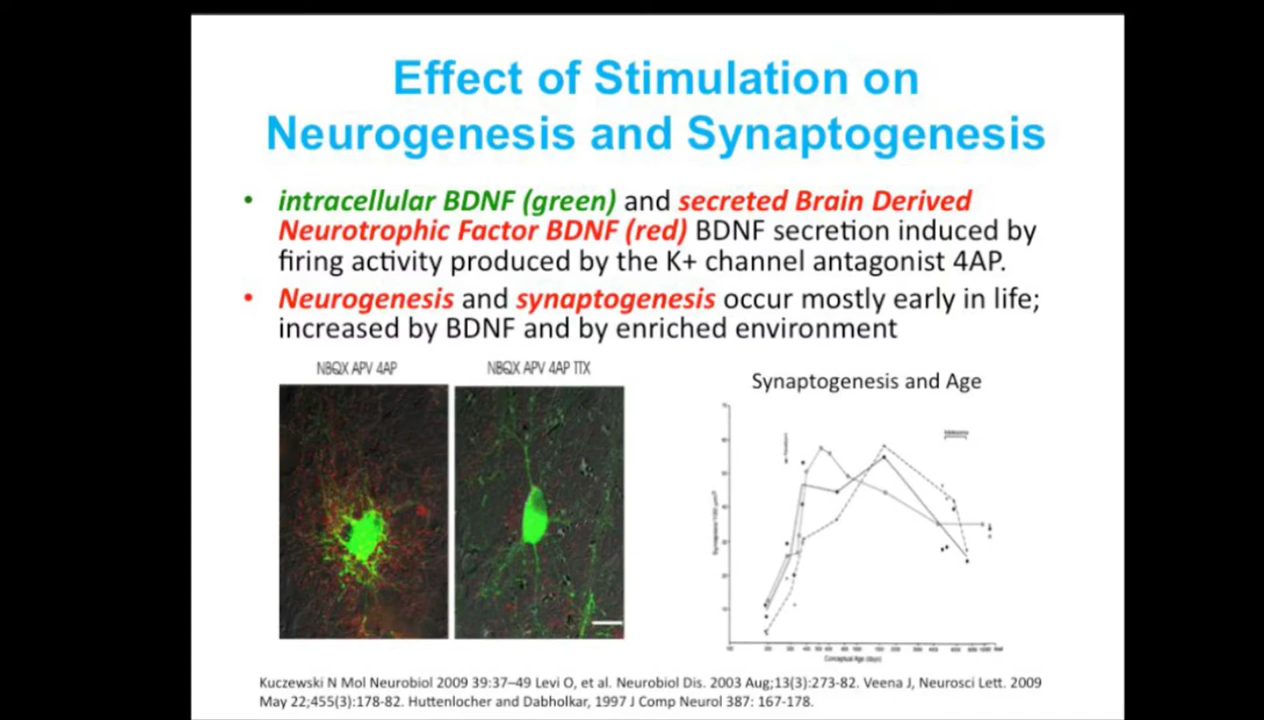 Effect of Stimulation on
Neurogenesis and Synaptogenesis
• intracellular BDNF (green) and secreted Brain Derived
Neurotrophic Factor BDNF (red) BDNF secretion induced by
firing activity produced by the K+ channel antagonist 4AP.
• Neurogenesis and synaptogenesis occur mostly early in life;
increased by BDNF and by enriched environment
NBQX APV 4AP
NBQX APV 4AP TTX
Synaptogenesis and Age
Conceptual Age (days)
Kuczewski N Mol Neurobiol 2009 39:37–49 Levi O, et al. Neurobiol Dis. 2003 Aug;13(3):273-82. Veena J, Neurosci Lett. 2009
May 22;455(3):178-82. Huttenlocher and Dabholkar, 1997 J Comp Neurol 387: 167-178.